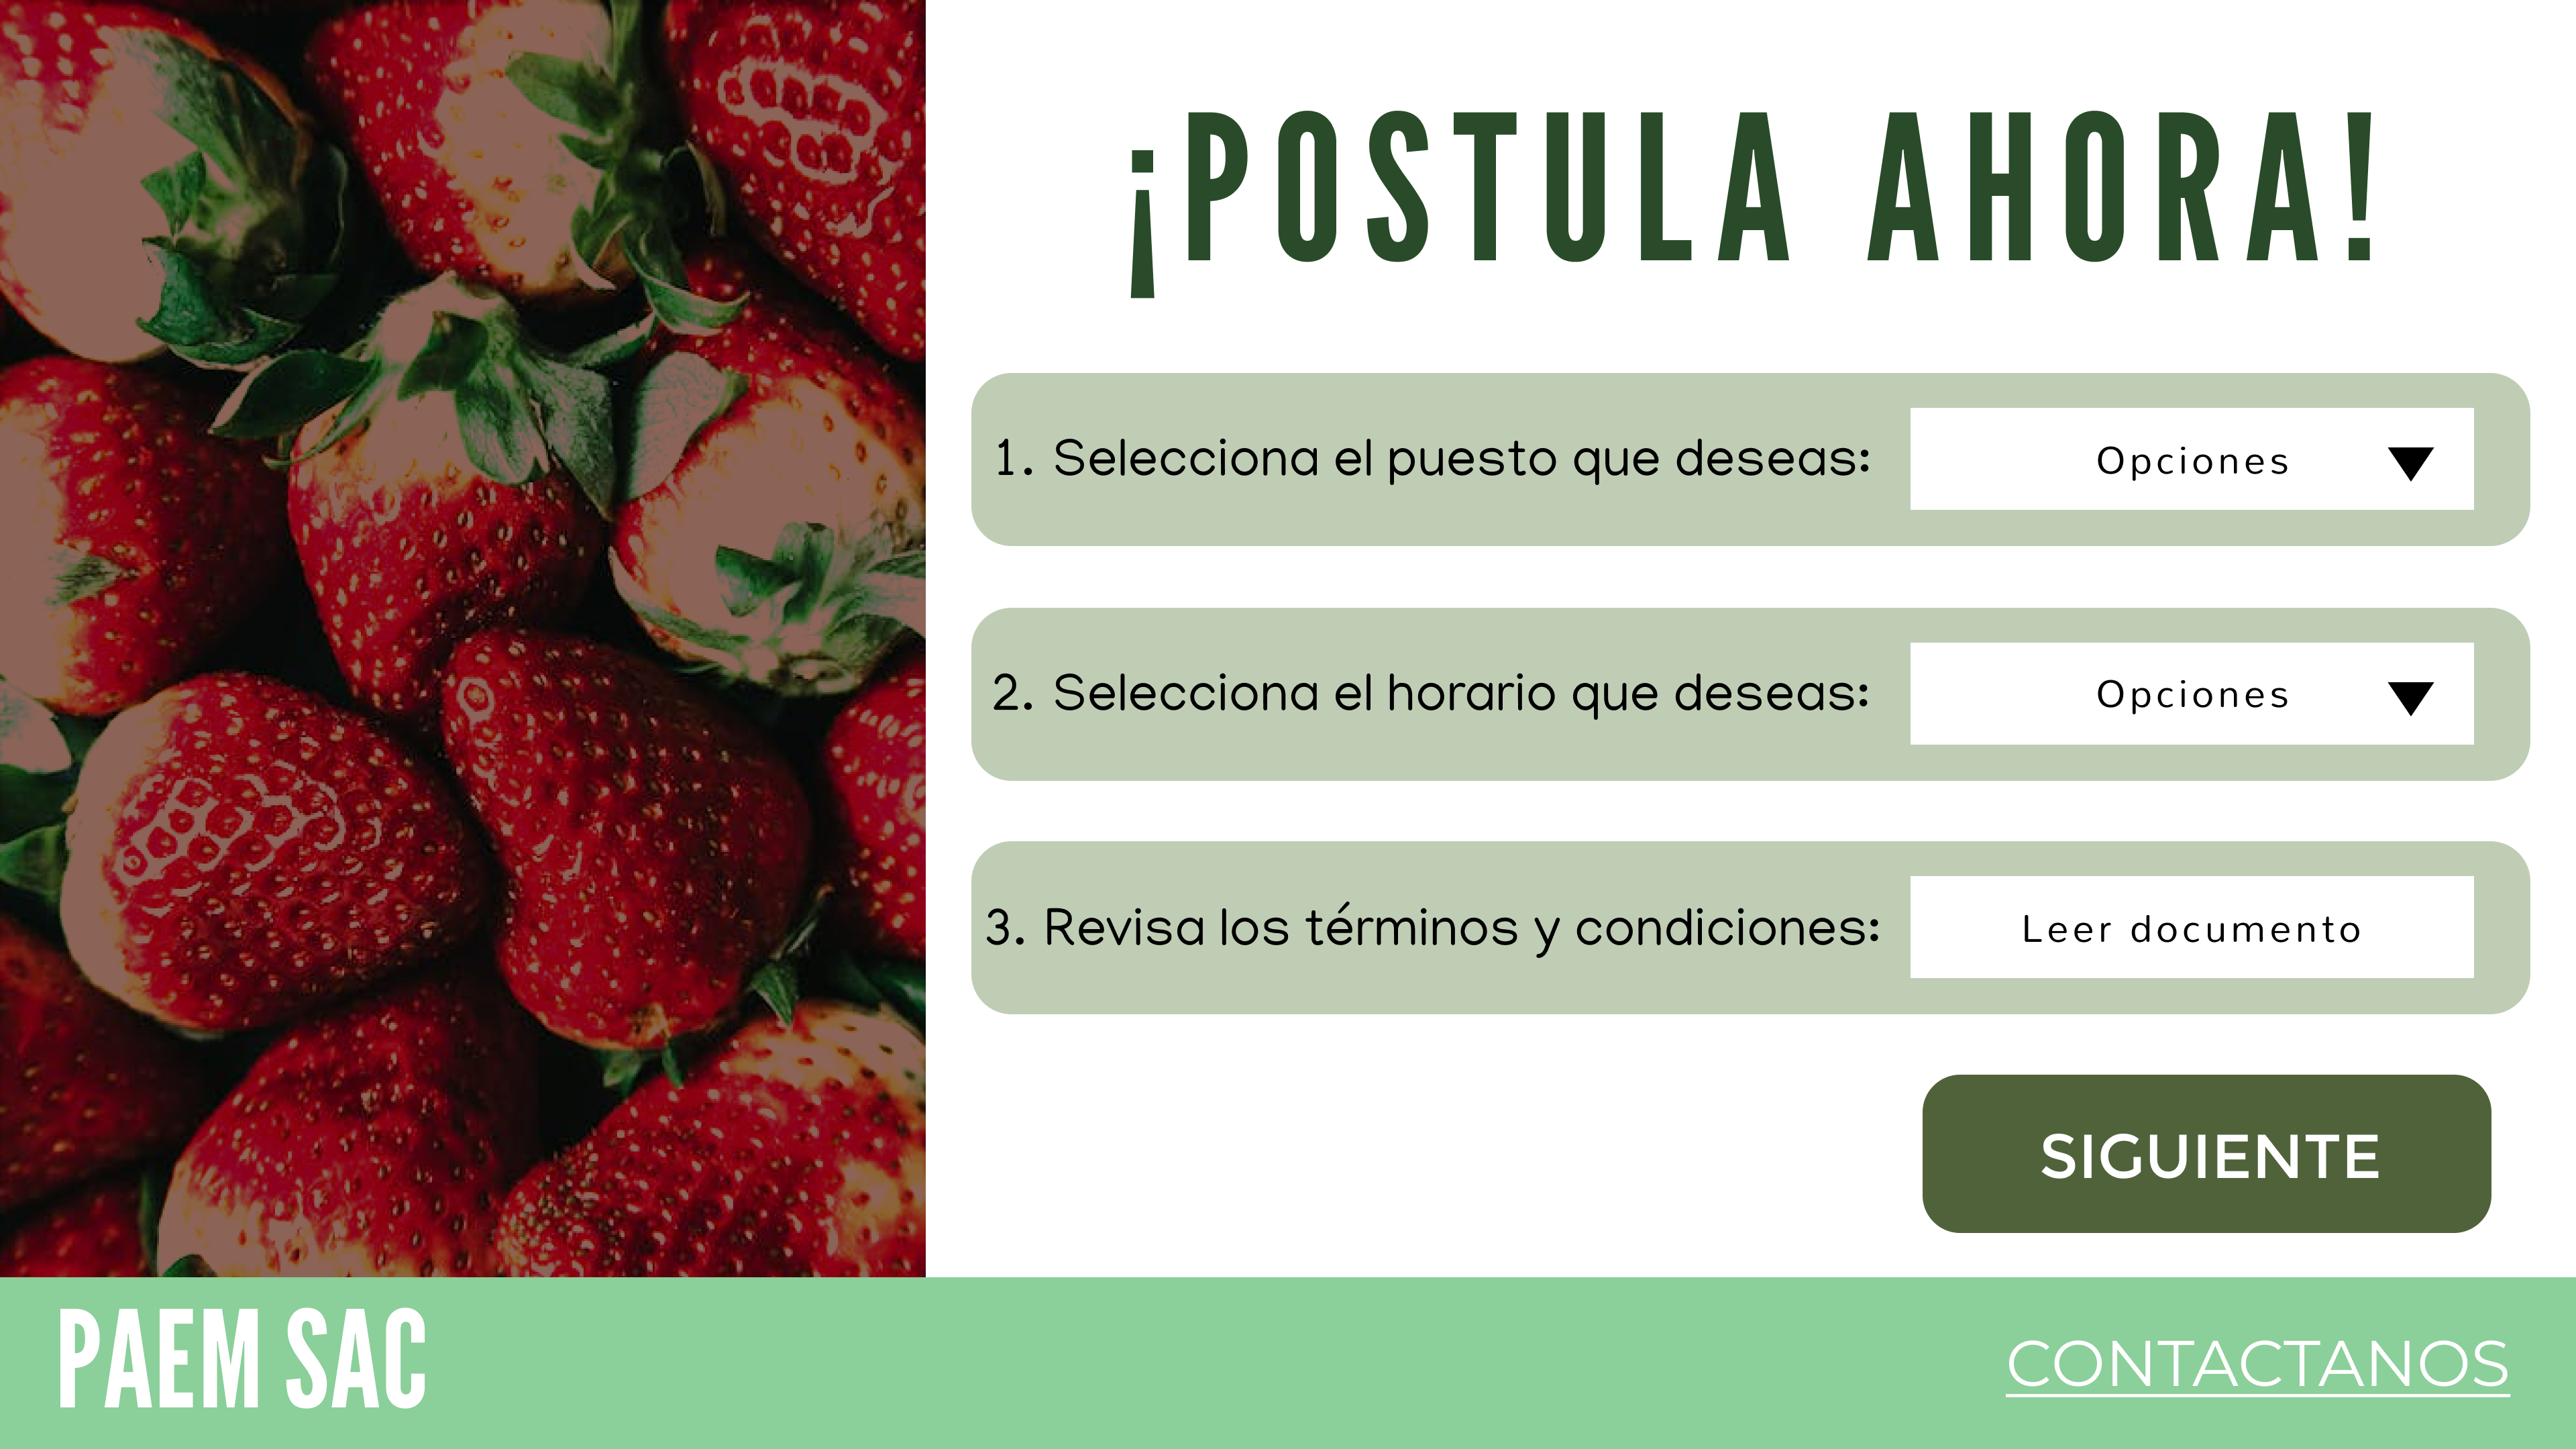 ¡POSTULA AHORA!
1. Selecciona el puesto que deseas:
Opciones
2. Selecciona el horario que deseas:
Opciones
3. Revisa los términos y condiciones:
Leer documento
SIGUIENTE
PAEM SAC
CONTACTANOS